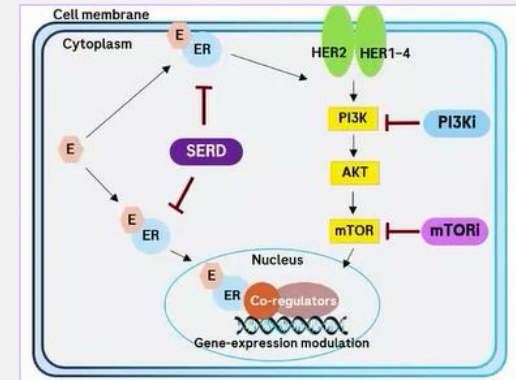 Cell membrane
Cytoplasm
E
ER
HER2
HER1-4
PI3K
PI3Ki
E
SERD
AKT
E
ER
mTOR
mTORi
Nucleus
E
ER
Co-regulators
Gene-expression modulation